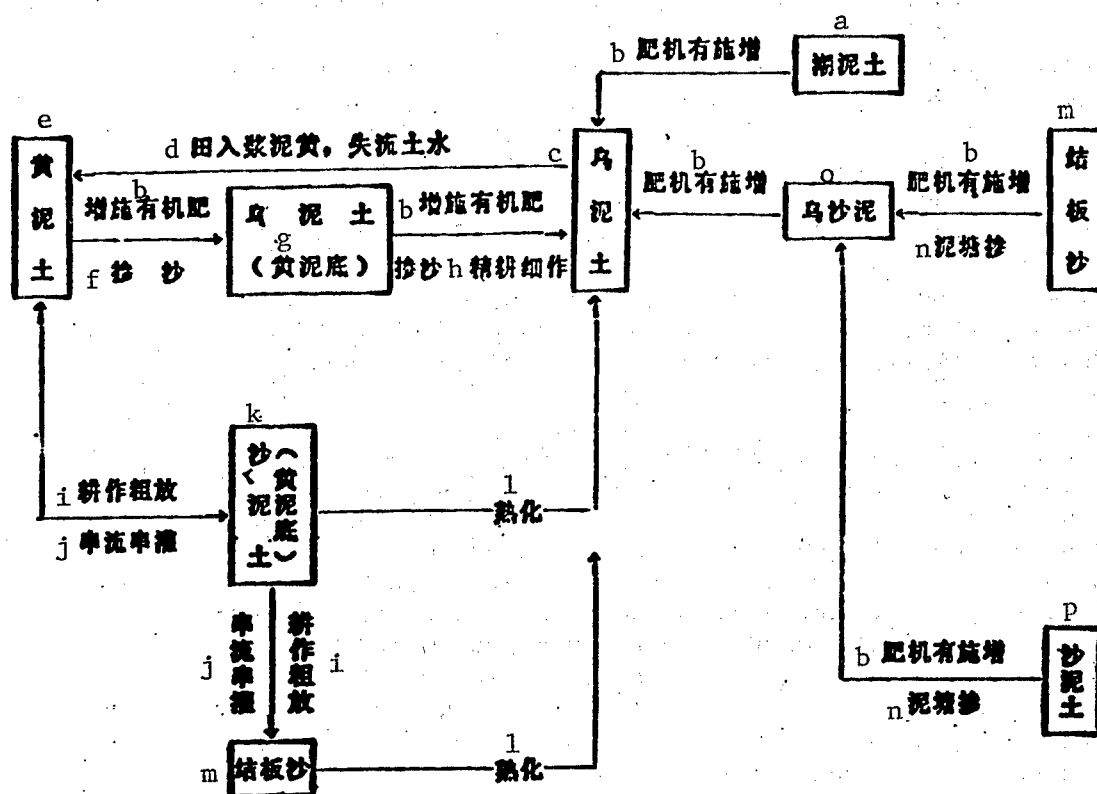 a
潮泥土
b 肥机有施增
m
结板沙
e
黄泥土
d 田入浆泥黄，失流土水
c
乌泥土
b
增施有机肥
f 掺 沙
乌 泥 土
g
（黄泥底）
b 增施有机肥
掺沙 h 精耕细作
b
肥机有施增
o
乌沙泥
b
肥机有施增
n 泥塘掺
k
沙泥土
（黄泥底）
i 耕作粗放
j 串流串灌
l
熟化
j 串流串灌
耕作粗放 i
m 结板沙
l
熟化
p
沙泥土
b 肥机有施增
n 泥塘掺